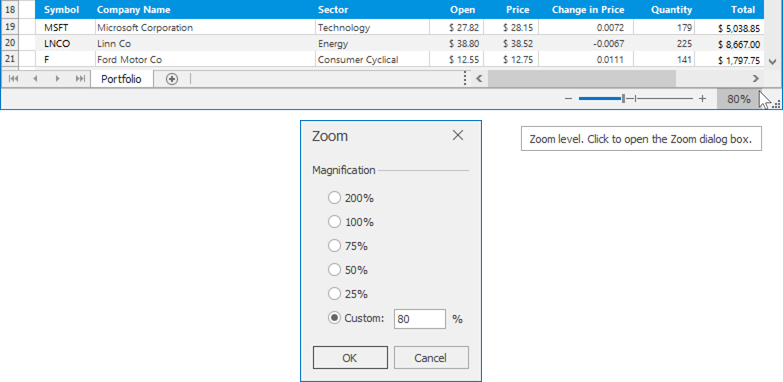 18 Symbol Company Name Sector Open Price Change in Price Quantity Total
19 MSFT Microsoft Corporation Technology $ 27.82 $ 28.15 0.0072 179 $ 5,038.85
20 LNCO Linn Co Energy $ 38.80 $ 38.52 -0.0067 225 $ 8,667.00
21 F Ford Motor Co Consumer Cyclical $ 12.55 $ 12.75 0.0111 141 $ 1,797.75
Portfolio
80%
Zoom level. Click to open the Zoom dialog box.
Zoom
Magnification
200%
100%
75%
50%
25%
Custom: 80 %
OK Cancel